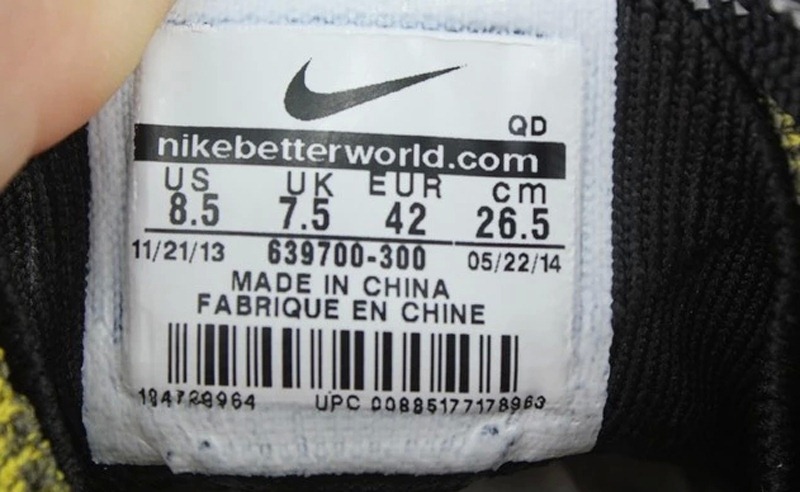 QD
nikebetterworld.com
US UK EUR cm
8.5 7.5 42 26.5
11/21/13 639700-300 05/22/14
MADE IN CHINA
FABRIQUE EN CHINE
UPC 00885177178963